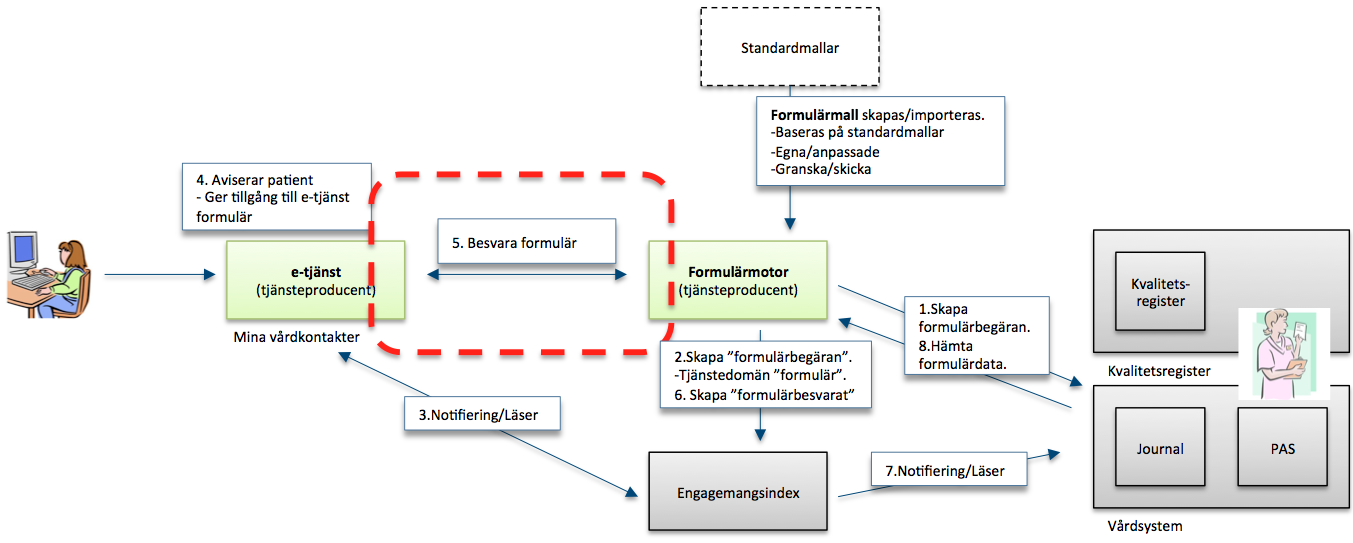 Standardmallar
Formulärmall skapas/importeras.
-Baseras på standardmallar
-Egna/anpassade
-Granska/skicka
4. Aviserar patient
- Ger tillgång till e-tjänst
formulär
5. Besvara formulär
e-tjänst
(tjänsteproducent)
Mina vårdkontakter
Formulärmotor
(tjänsteproducent)
Kvalitets-
register
Kvalitetsregister
1.Skapa
formulärbegäran.
8.Hämta
formulärdata.
2.Skapa ”formulärbegäran”.
-Tjänstedomän ”formulär”.
6. Skapa ”formulärbesvarat”
3.Notifiering/Läser
Engagemangsindex
7.Notifiering/Läser
Journal
PAS
Vårdsystem